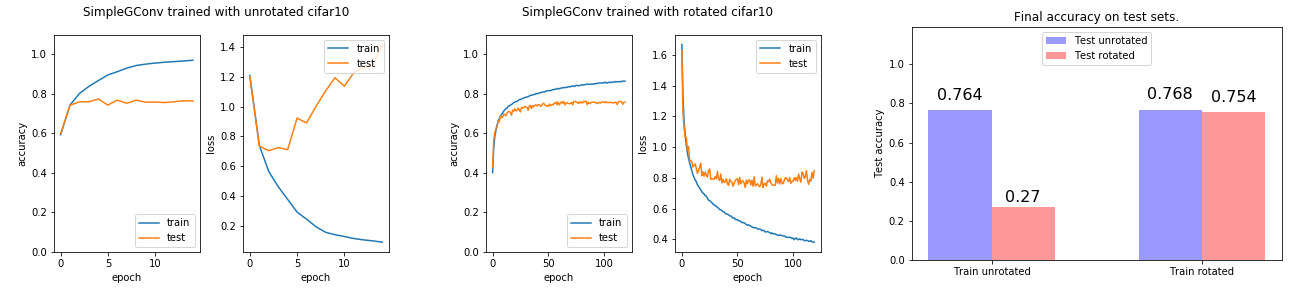 SimpleGConv trained with unrotated cifar10
accuracy
1.0
0.8
0.6
0.4
0.2
0.0
0
5
10
epoch
train
test
loss
1.4
1.2
1.0
0.8
0.6
0.4
0.2
0
5
10
epoch
train
test
SimpleGConv trained with rotated cifar10
accuracy
1.0
0.8
0.6
0.4
0.2
0.0
0
50
100
epoch
train
test
loss
1.6
1.4
1.2
1.0
0.8
0.6
0.4
0
50
100
epoch
train
test
Final accuracy on test sets.
Test accuracy
1.0
0.8
0.6
0.4
0.2
0.0
Test unrotated
Test rotated
0.764
0.27
0.768
0.754
Train unrotated
Train rotated